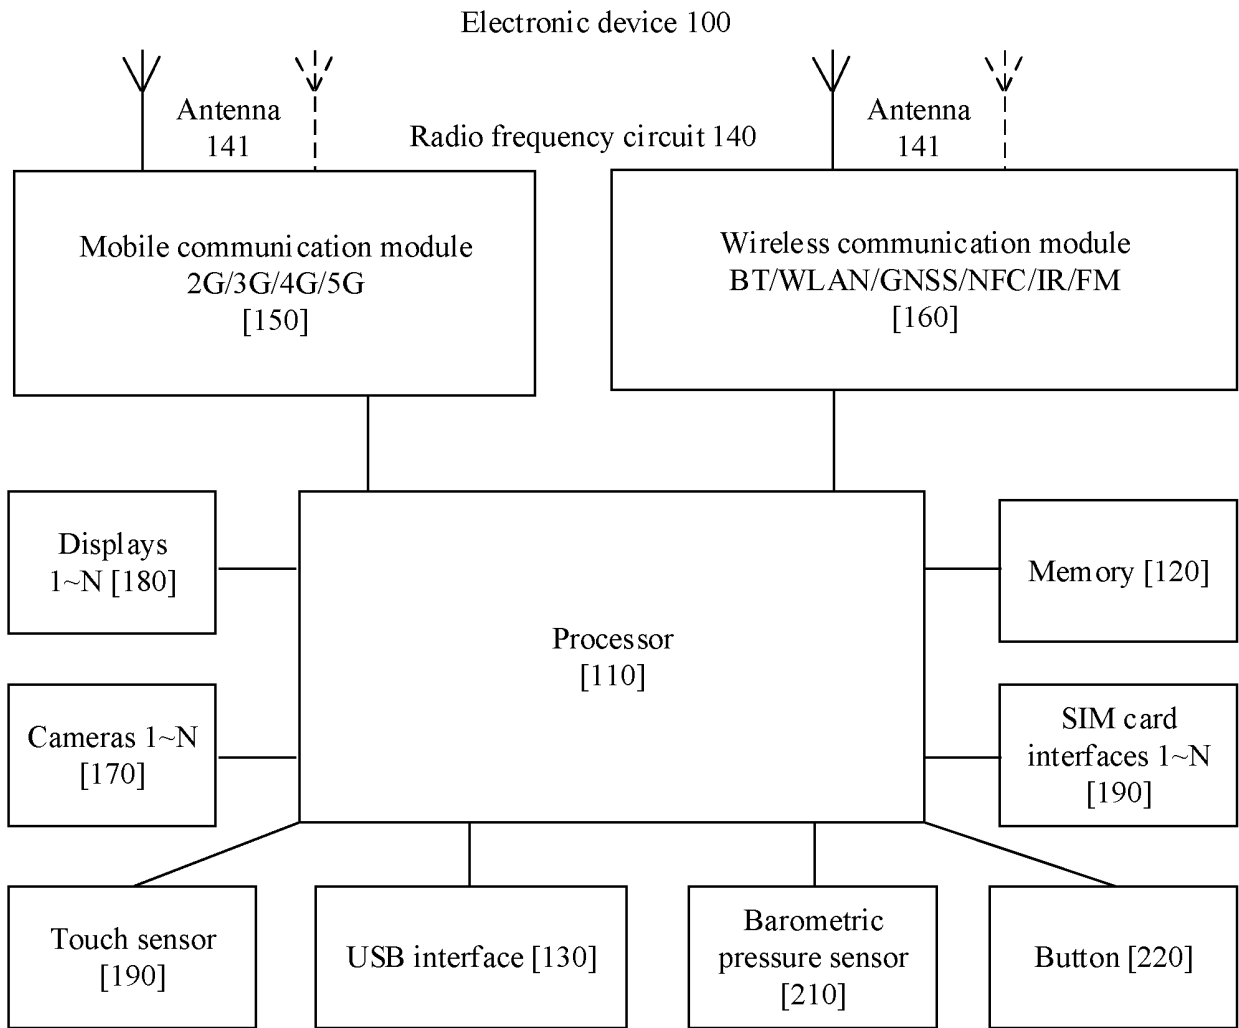 Electronic device 100
Antenna
141
Radio frequency circuit 140
Antenna
141
Mobile communication module
2G/3G/4G/5G
[150]
Wireless communication module
BT/WLAN/GNSS/NFC/IR/FM
[160]
Displays
1~N [180]
Processor
[110]
Memory [120]
Cameras 1~N
[170]
SIM card
interfaces 1~N
[190]
Touch sensor
[190]
USB interface [130]
Barometric
pressure sensor
[210]
Button [220]